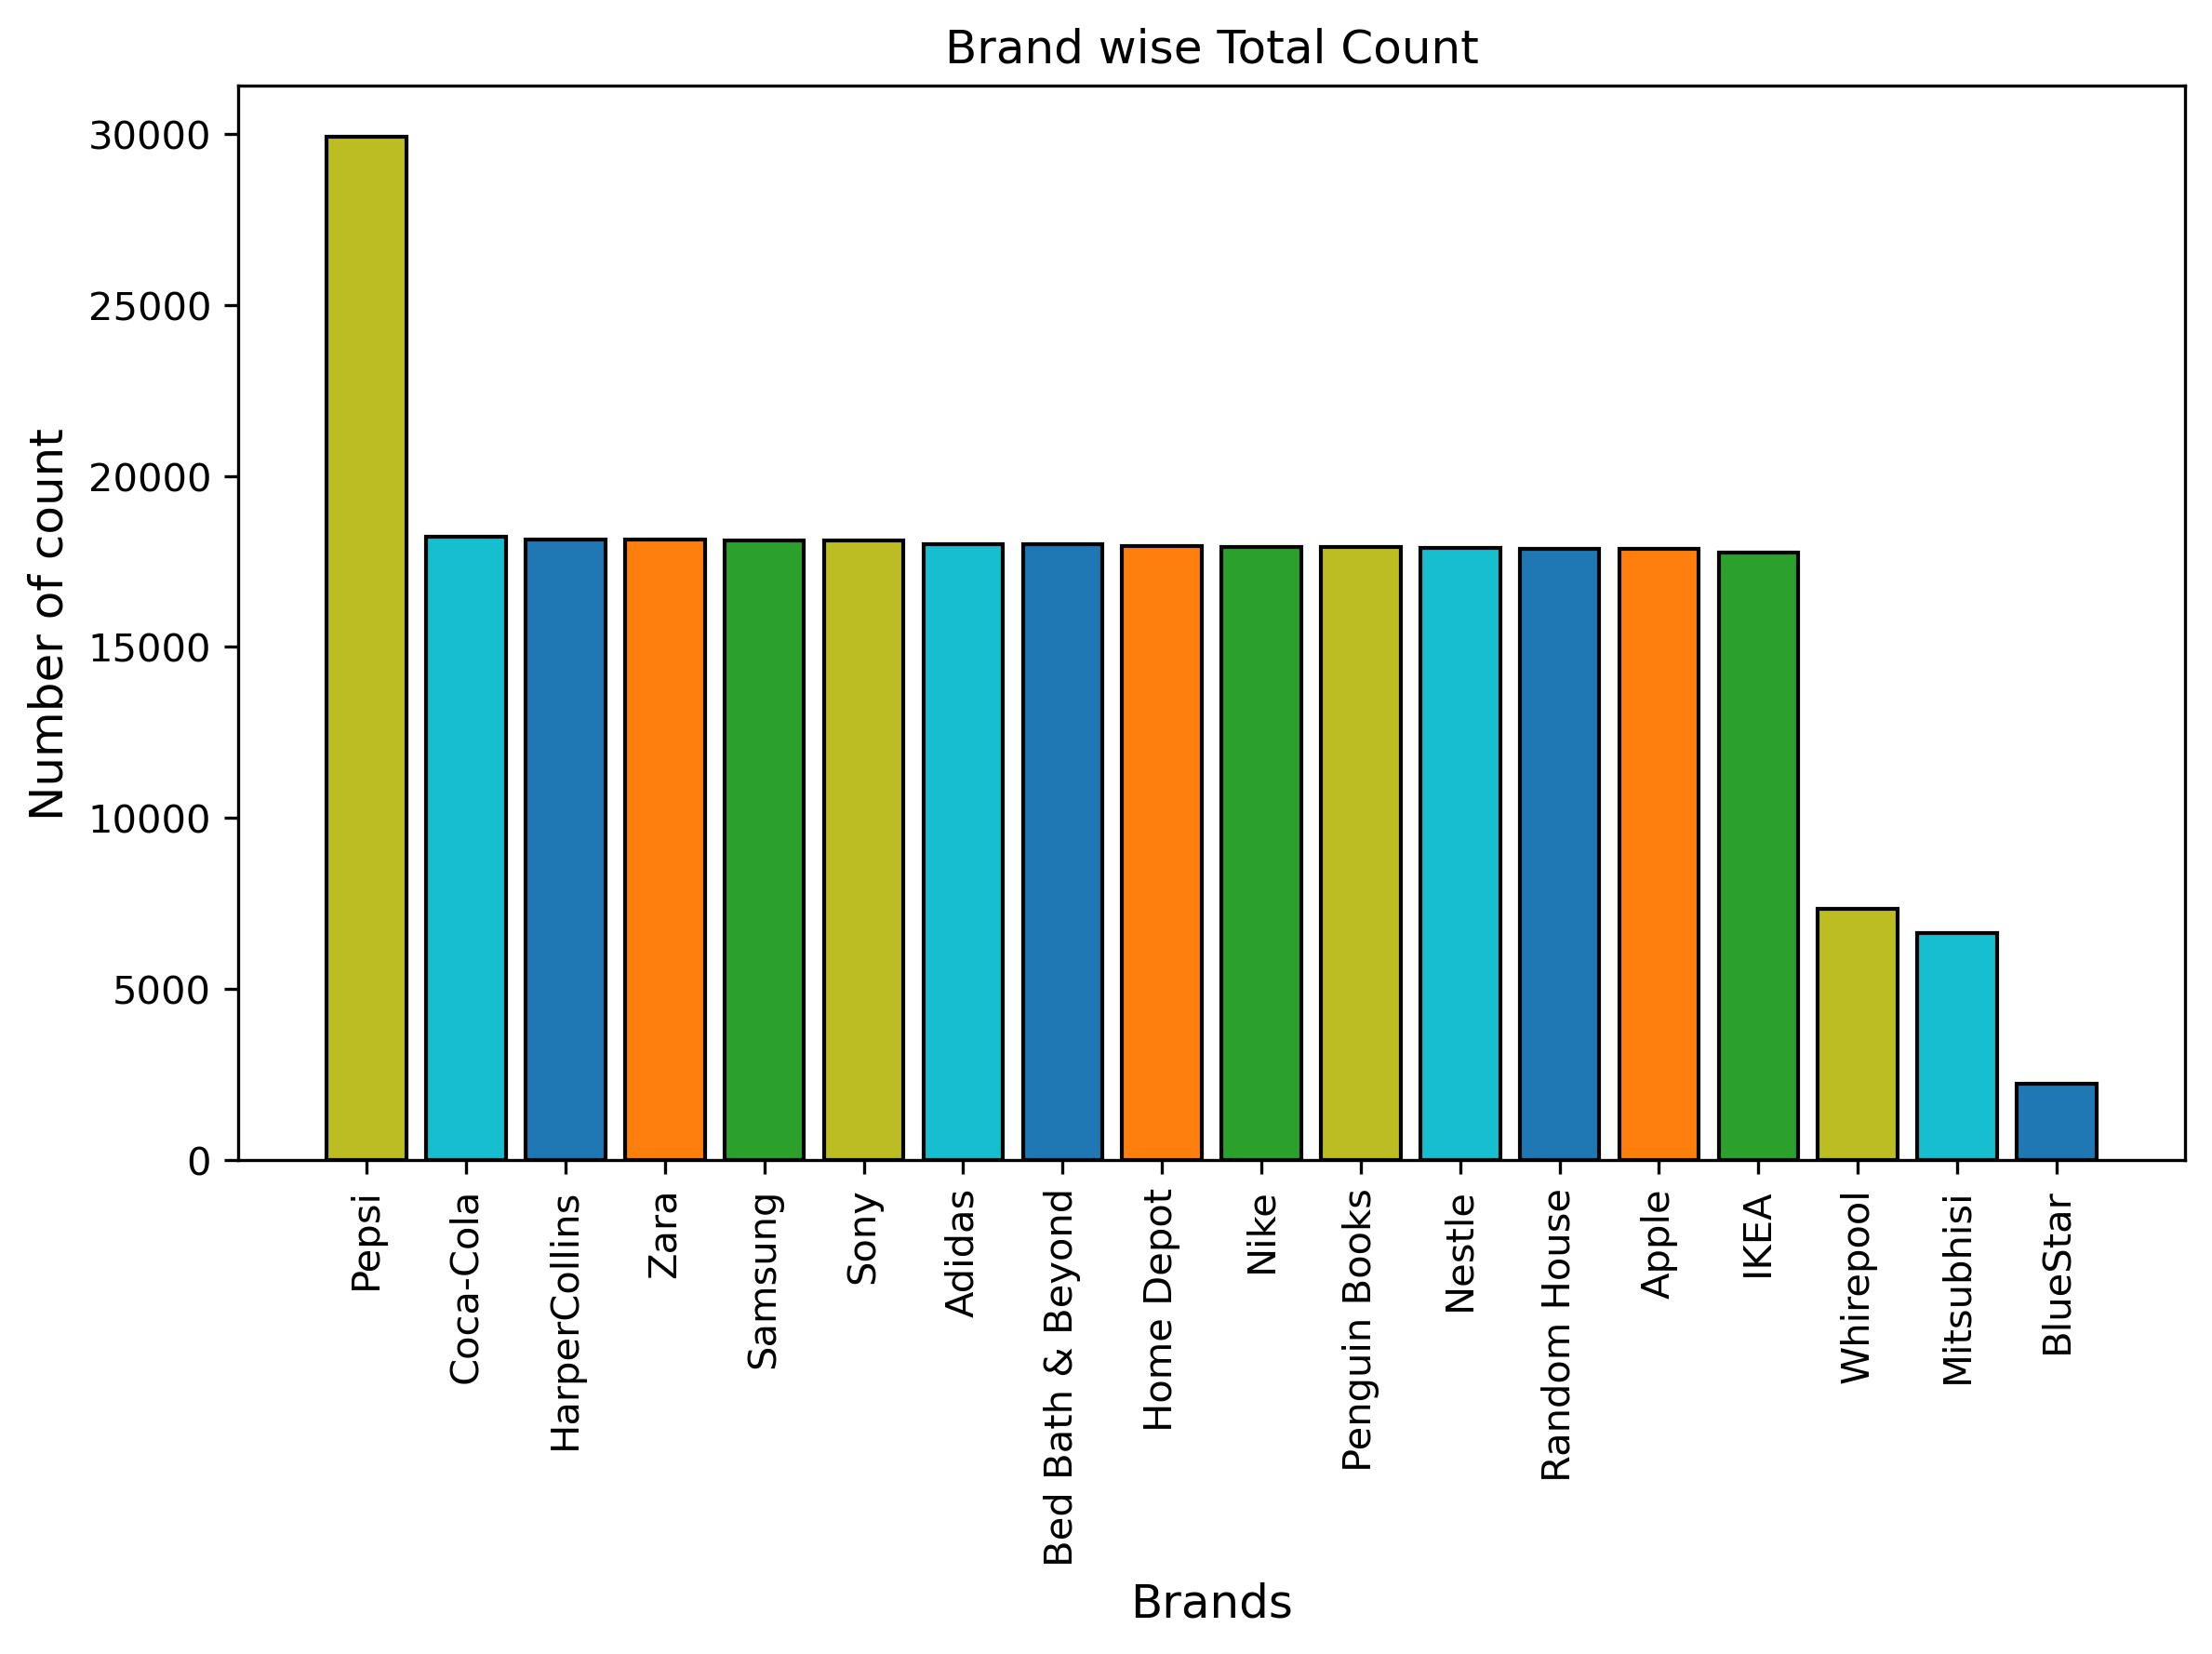 Brand wise Total Count
Number of count
30000
25000
20000
15000
10000
5000
0
Pepsi
Coca-Cola
HarperCollins
Zara
Samsung
Sony
Adidas
Bed Bath & Beyond
Home Depot
Nike
Penguin Books
Nestle
Random House
Apple
IKEA
Whirepool
Mitsubhisi
BlueStar
Brands